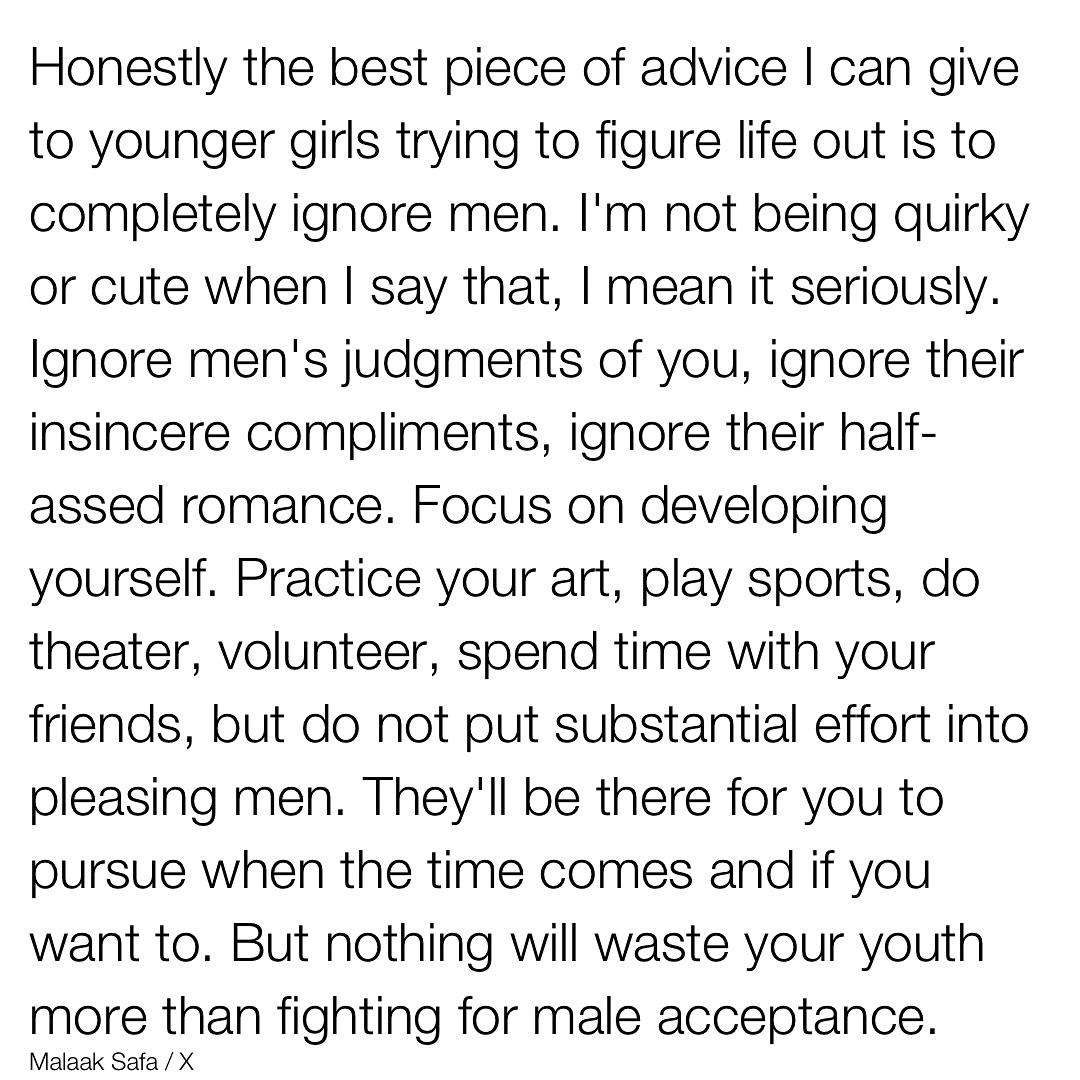 Honestly the best piece of advice I can give
to younger girls trying to figure life out is to
completely ignore men. I'm not being quirky
or cute when I say that, I mean it seriously.
Ignore men's judgments of you, ignore their
insincere compliments, ignore their half-
assed romance. Focus on developing
yourself. Practice your art, play sports, do
theater, volunteer, spend time with your
friends, but do not put substantial effort into
pleasing men. They'll be there for you to
pursue when the time comes and if you
want to. But nothing will waste your youth
more than fighting for male acceptance.
Malaak Safa / X